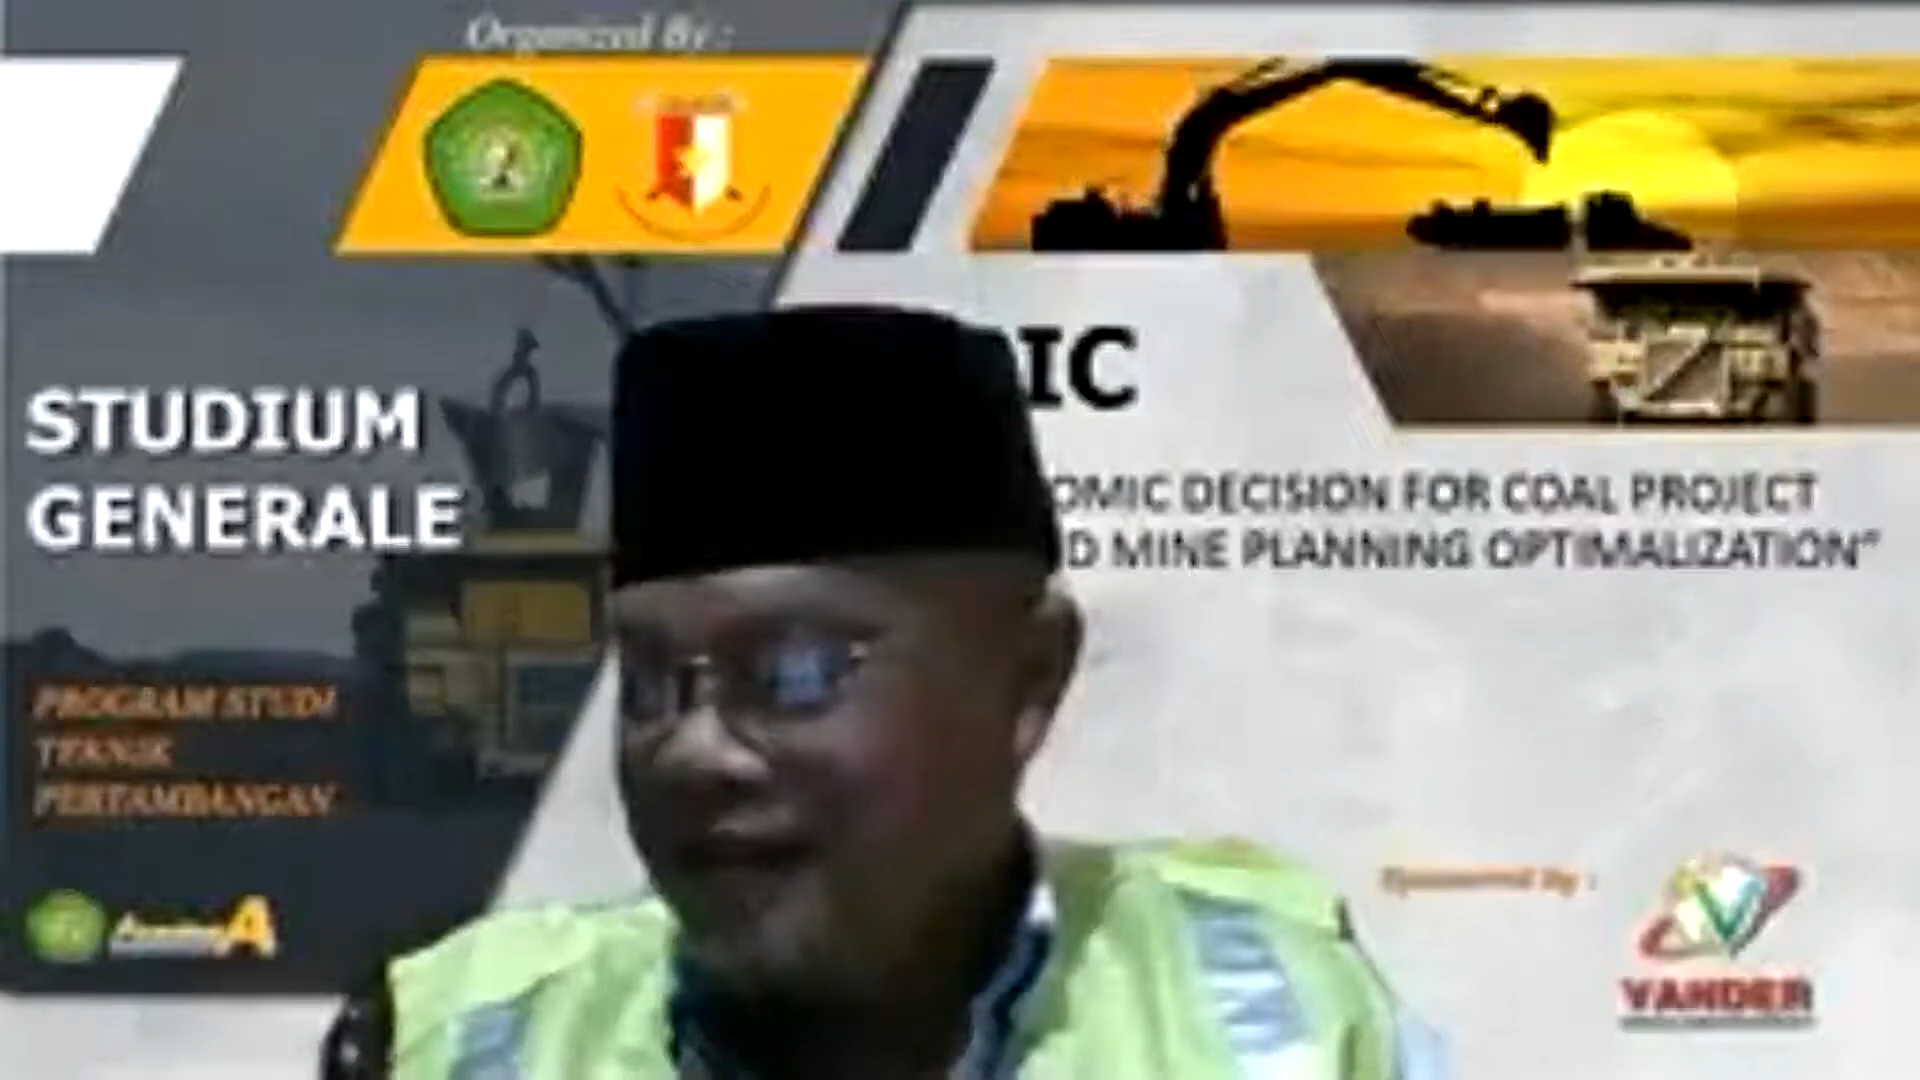 Organized By :
STUDIUM
GENERALE
IC
OMIC DECISION FOR COAL PROJECT
D MINE PLANNING OPTIMALIZATION"
PROGRAM STUDI
TEKNIK
PERTAMBANGAN
A
Sponsored By :
VANDER